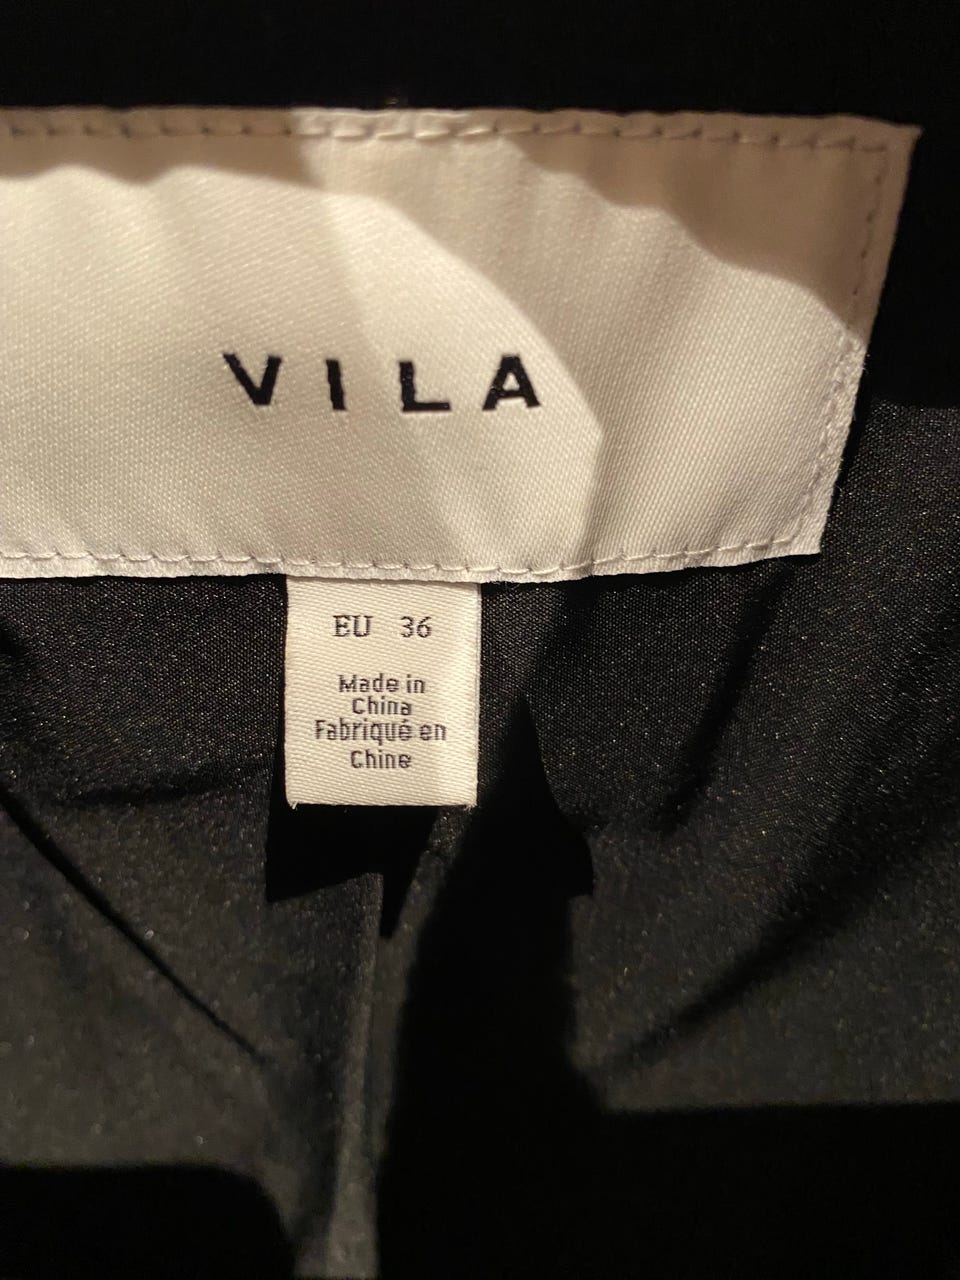 VILA
EU 36
Made in
China
Fabriqué en
Chine